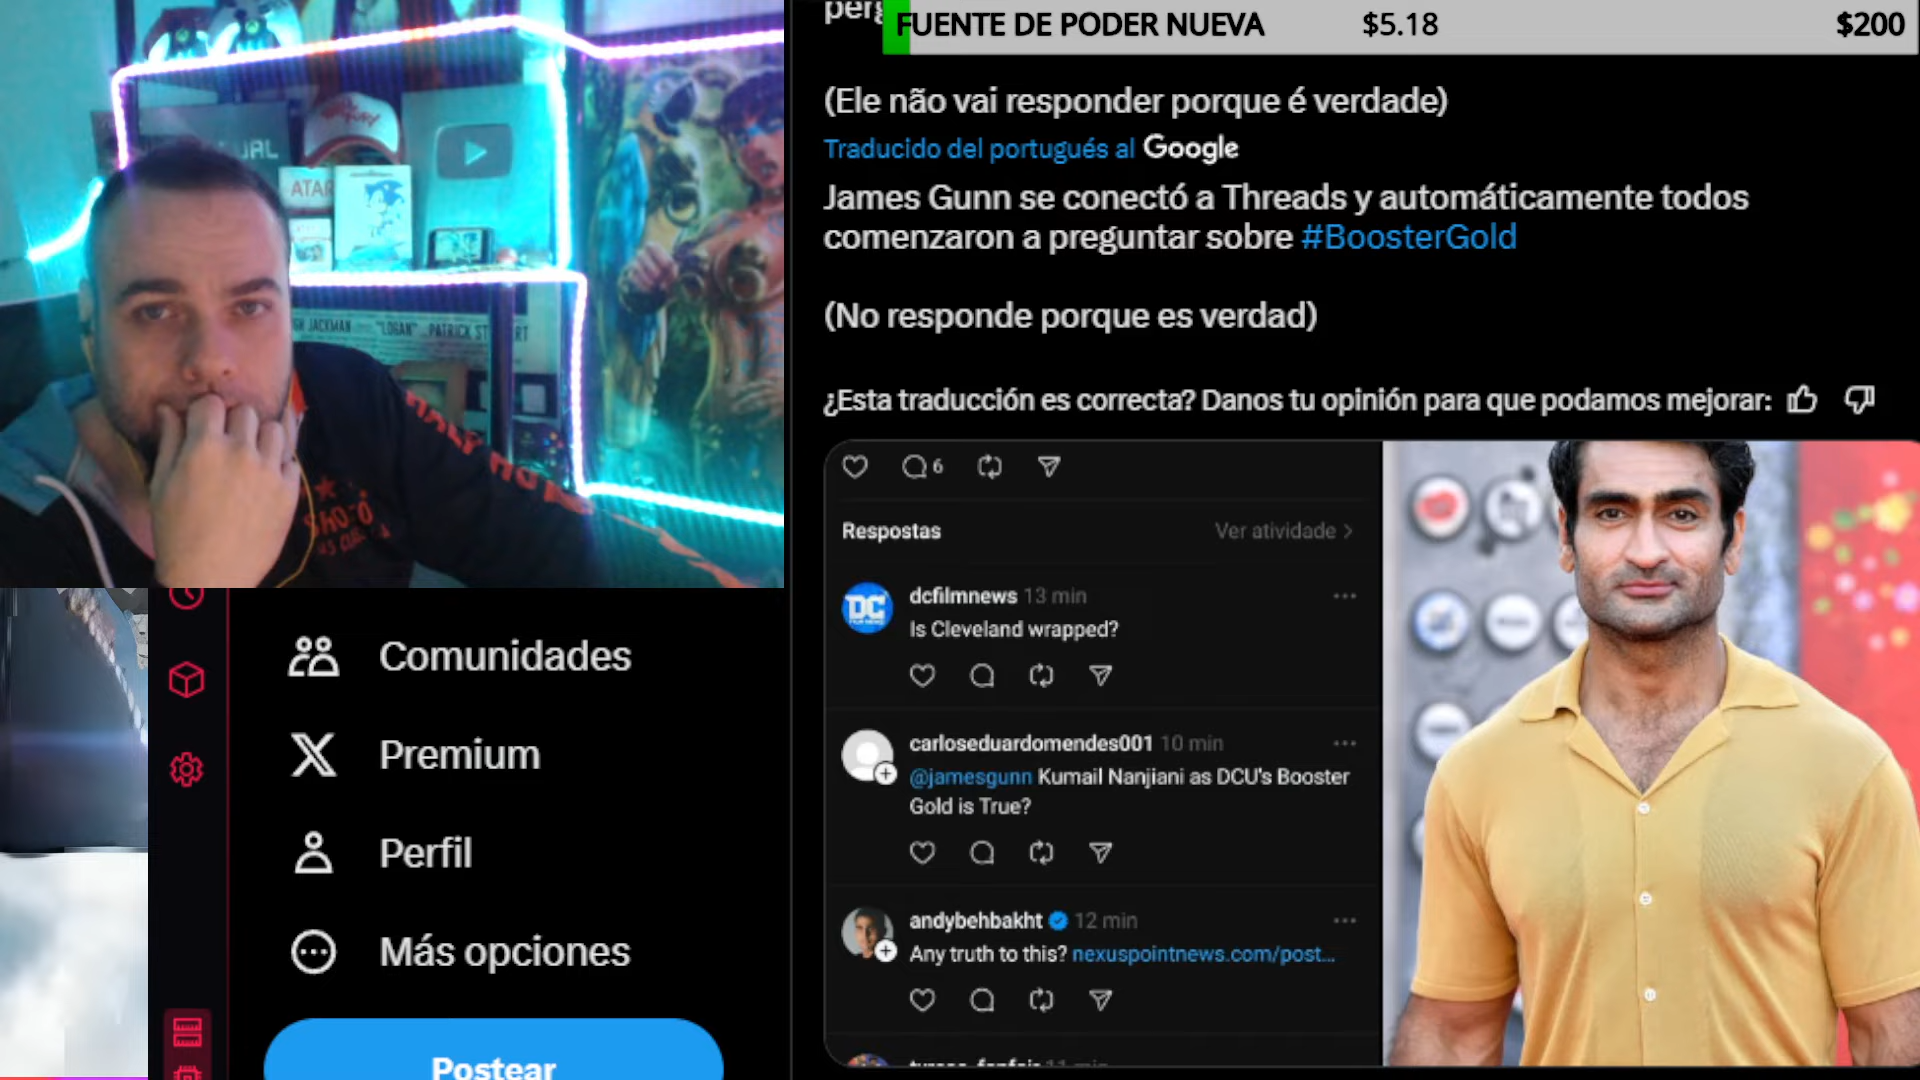 FUENTE DE PODER NUEVA $5.18 $200
(Ele não vai responder porque é verdade)
Traducido del portugués al Google
James Gunn se conectó a Threads y automáticamente todos
comenzaron a preguntar sobre #BoosterGold
(No responde porque es verdad)
¿Esta traducción es correcta? Danos tu opinión para que podamos mejorar:
6
Respostas Ver atividade
dcfilmnews 13 min
Is Cleveland wrapped?
carloseduardomendes001 10 min
@jamesgunn Kumail Nanjiani as DCU's Booster
Gold is True?
andybehbakht 12 min
Any truth to this? nexuspointnews.com/post...
Comunidades
Premium
Perfil
Más opciones
Postear
DC
JACKMAN "LOGAN" PATRICK